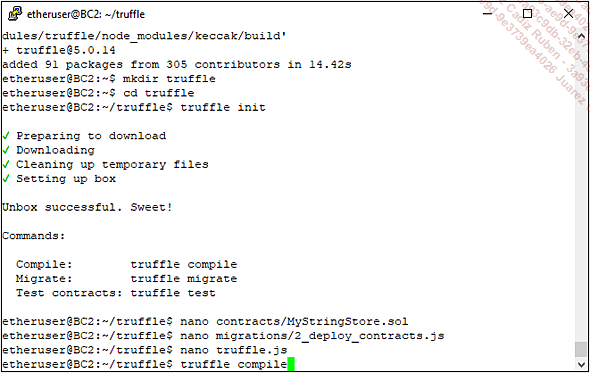 etheruser@BC2: ~/truffle
dules/truffle/node_modules/keccak/build'
+ truffle@5.0.14
added 91 packages from 305 contributors in 14.42s
etheruser@BC2:~$ mkdir truffle
etheruser@BC2:~$ cd truffle
etheruser@BC2:~/truffle$ truffle init
✓ Preparing to download
✓ Downloading
✓ Cleaning up temporary files
✓ Setting up box
Unbox successful. Sweet!
Commands:
Compile: truffle compile
Migrate: truffle migrate
Test contracts: truffle test
etheruser@BC2:~/truffle$ nano contracts/MyStringStore.sol
etheruser@BC2:~/truffle$ nano migrations/2_deploy_contracts.js
etheruser@BC2:~/truffle$ nano truffle.js
etheruser@BC2:~/truffle$ truffle compile